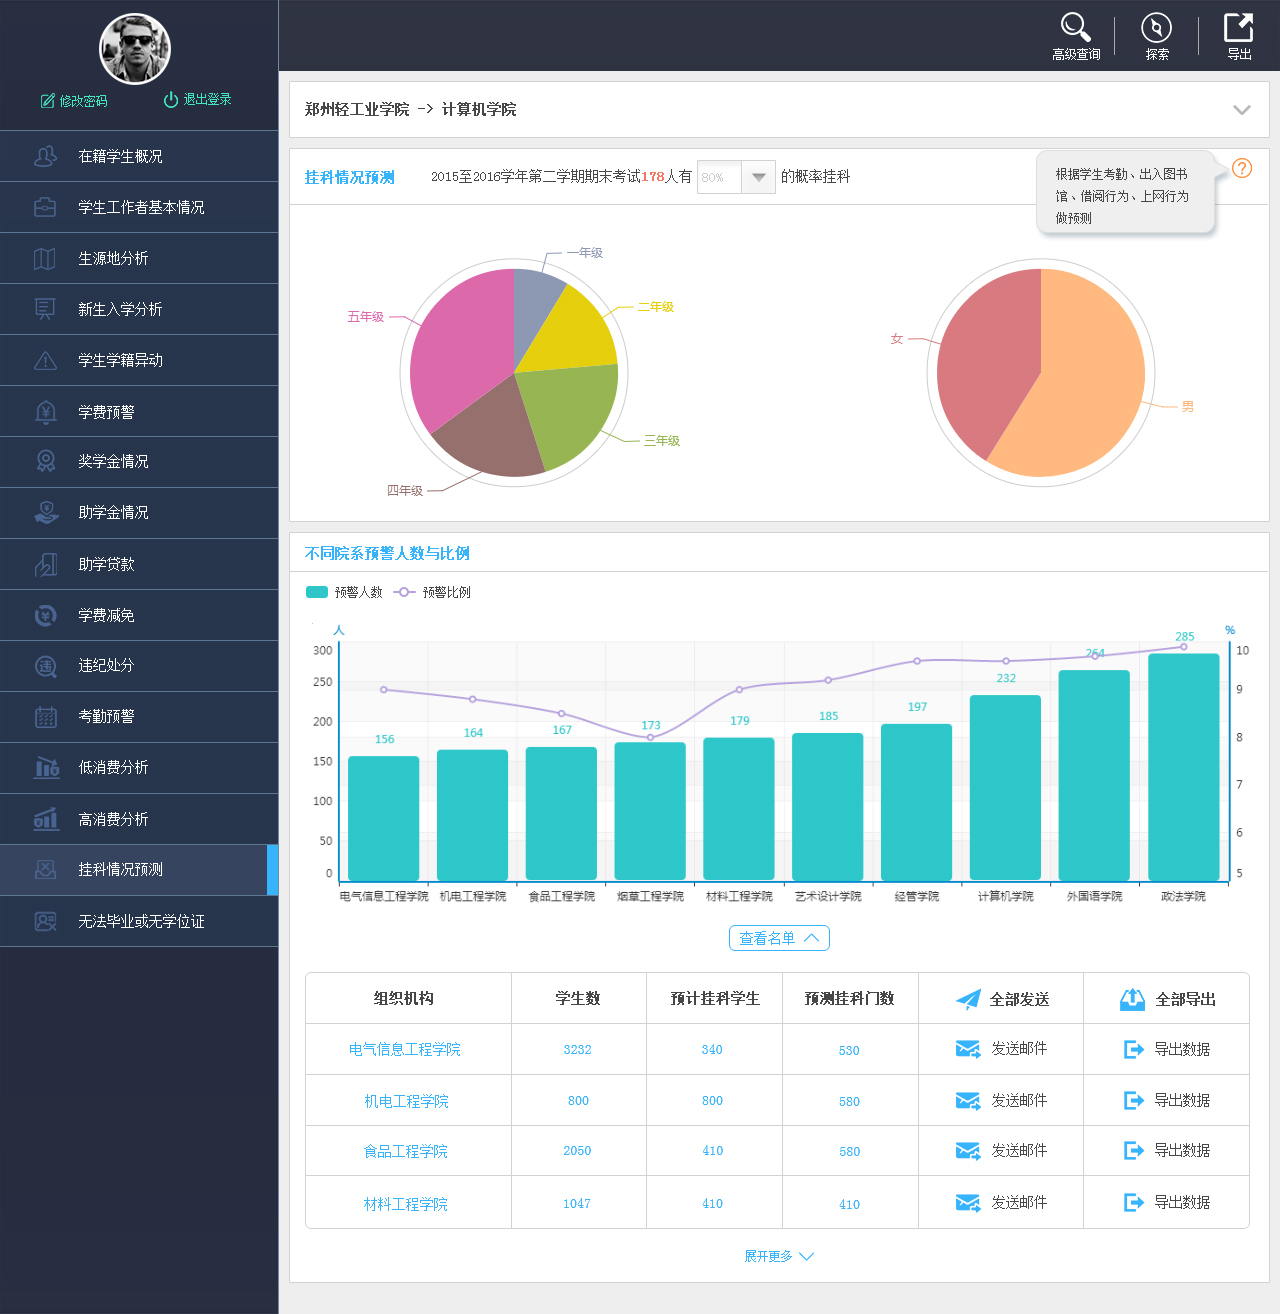 修改密码
退出登录
高级查询
探索
导出
在籍学生概况
学生工作者基本情况
生源地分析
新生入学分析
学生学籍异动
学费预警
奖学金情况
助学金情况
助学贷款
学费减免
违纪处分
考勤预警
低消费分析
高消费分析
挂科情况预测
无法毕业或无学位证
郑州轻工业学院 -> 计算机学院
挂科情况预测 2015至2016学年第二学期期末考试178人有 80% 的概率挂科
?
根据学生考勤、出入图书
馆、借阅行为、上网行为
做预测
一年级
二年级
三年级
四年级
五年级
女
男
不同院系预警人数与比例
预警人数 预警比例
人
%
300
250
200
150
100
50
0
156
164
167
173
179
185
197
232
264
285
10
9
8
7
6
5
电气信息工程学院 机电工程学院 食品工程学院 烟草工程学院 材料工程学院 艺术设计学院 经管学院 计算机学院 外国语学院 政法学院
查看名单
组织机构 学生数 预计挂科学生 预测挂科门数 全部发送 全部导出
电气信息工程学院 3232 340 530 发送邮件 导出数据
机电工程学院 800 800 580 发送邮件 导出数据
食品工程学院 2050 410 580 发送邮件 导出数据
材料工程学院 1047 410 410 发送邮件 导出数据
展开更多